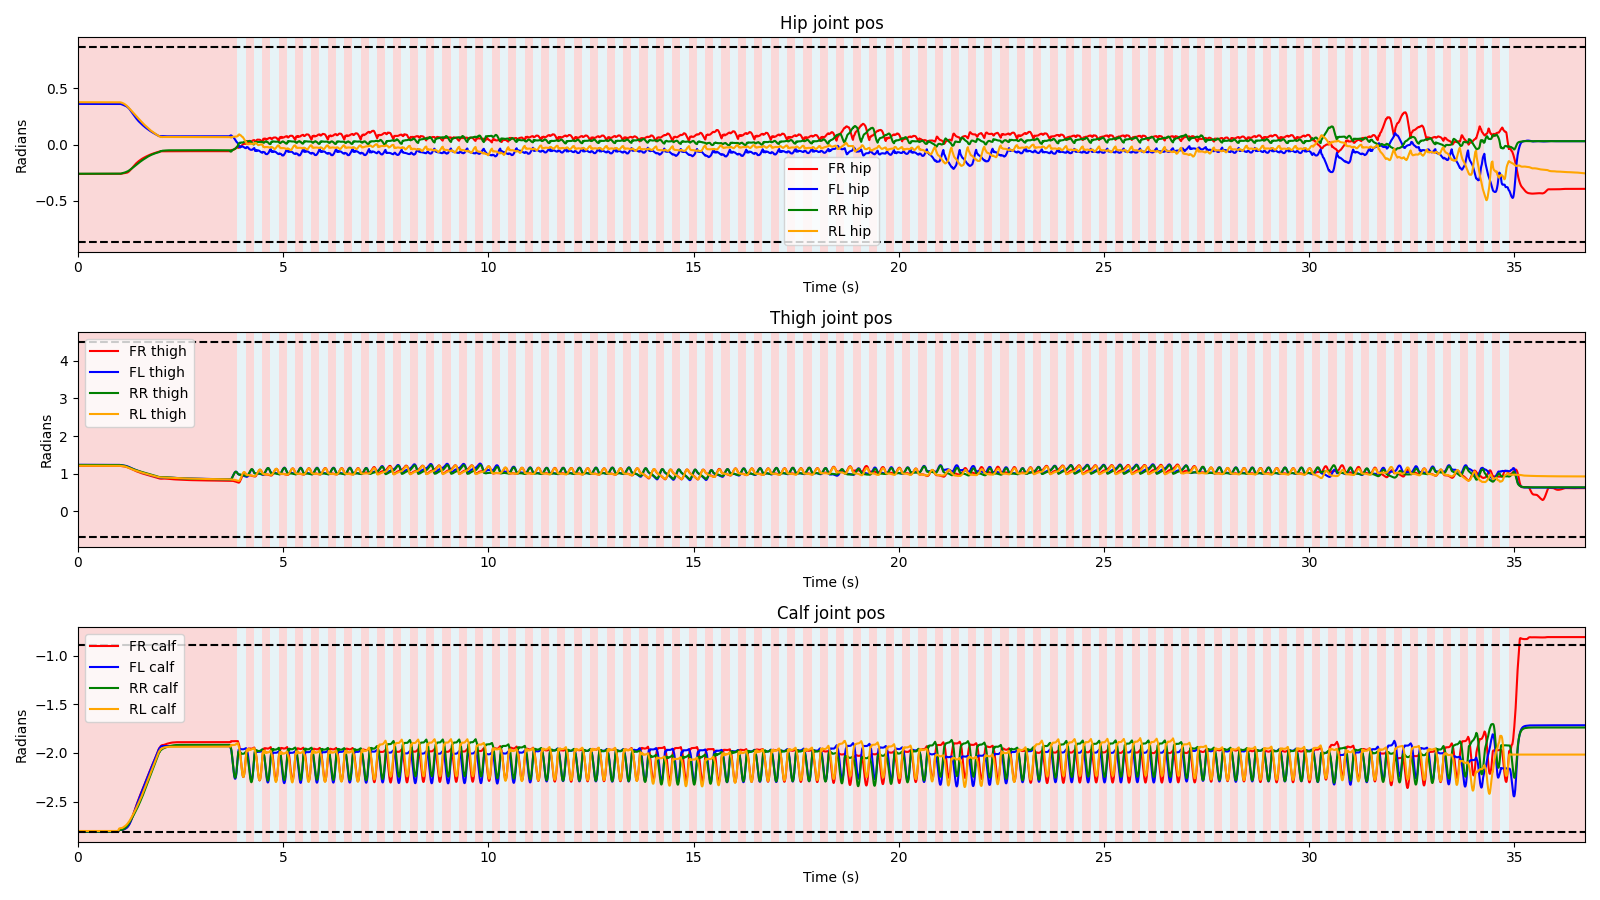 Hip joint pos
Radians
0.5
0.0
−0.5
FR hip
FL hip
RR hip
RL hip
0 5 10 15 20 25 30 35
Time (s)
Thigh joint pos
Radians
4
3
2
1
0
FR thigh
FL thigh
RR thigh
RL thigh
0 5 10 15 20 25 30 35
Time (s)
Calf joint pos
Radians
−1.0
−1.5
−2.0
−2.5
FR calf
FL calf
RR calf
RL calf
0 5 10 15 20 25 30 35
Time (s)